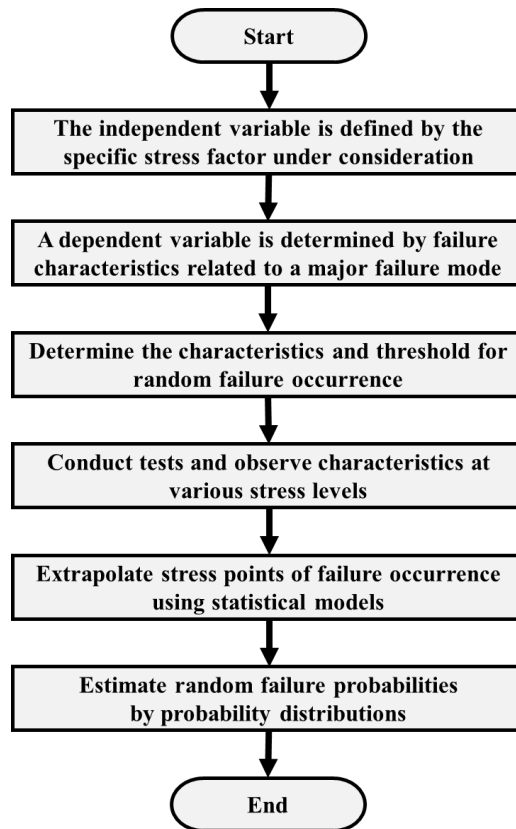 Start
The independent variable is defined by the
specific stress factor under consideration
A dependent variable is determined by failure
characteristics related to a major failure mode
Determine the characteristics and threshold for
random failure occurrence
Conduct tests and observe characteristics at
various stress levels
Extrapolate stress points of failure occurrence
using statistical models
Estimate random failure probabilities
by probability distributions
End